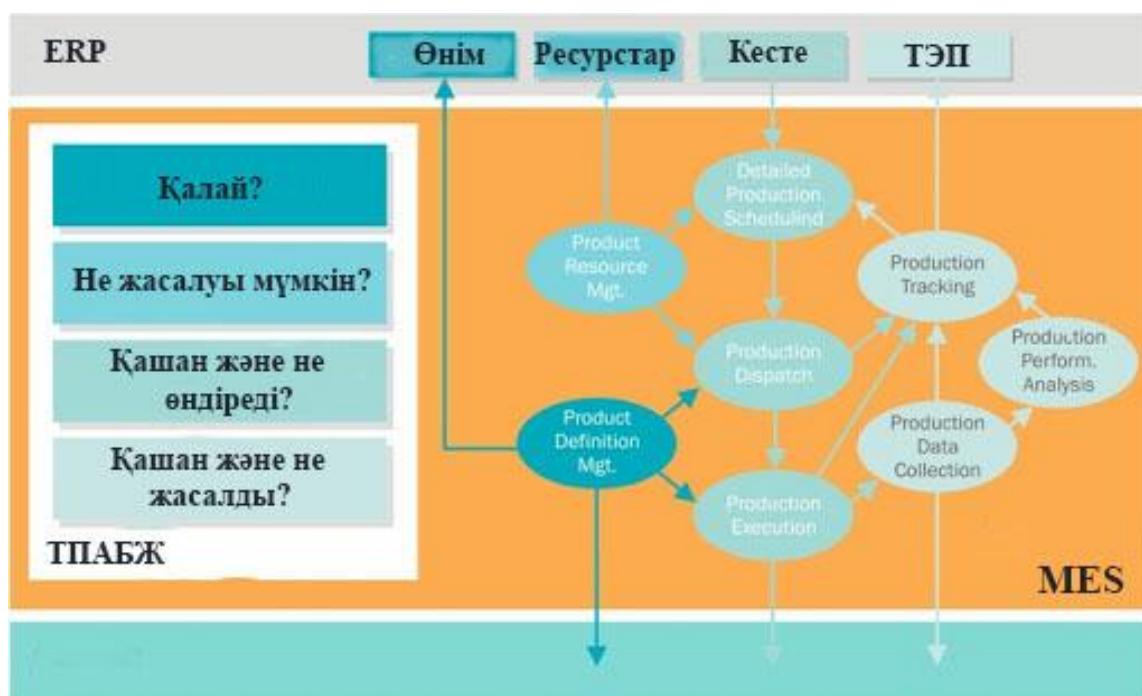 ERP
Өнім
Ресурстар
Кесте
ТЭП
Қалай?
Не жасалуы мүмкін?
Қашан және не
өндіреді?
Қашан және не
жасалды?
ТПАБЖ
Detailed
Production
Schedulind
Product
Resource
Mgt.
Production
Tracking
Production
Dispatch
Production
Perform.
Analysis
Product
Definition
Mgt.
Production
Data
Collection
Production
Execution
MES